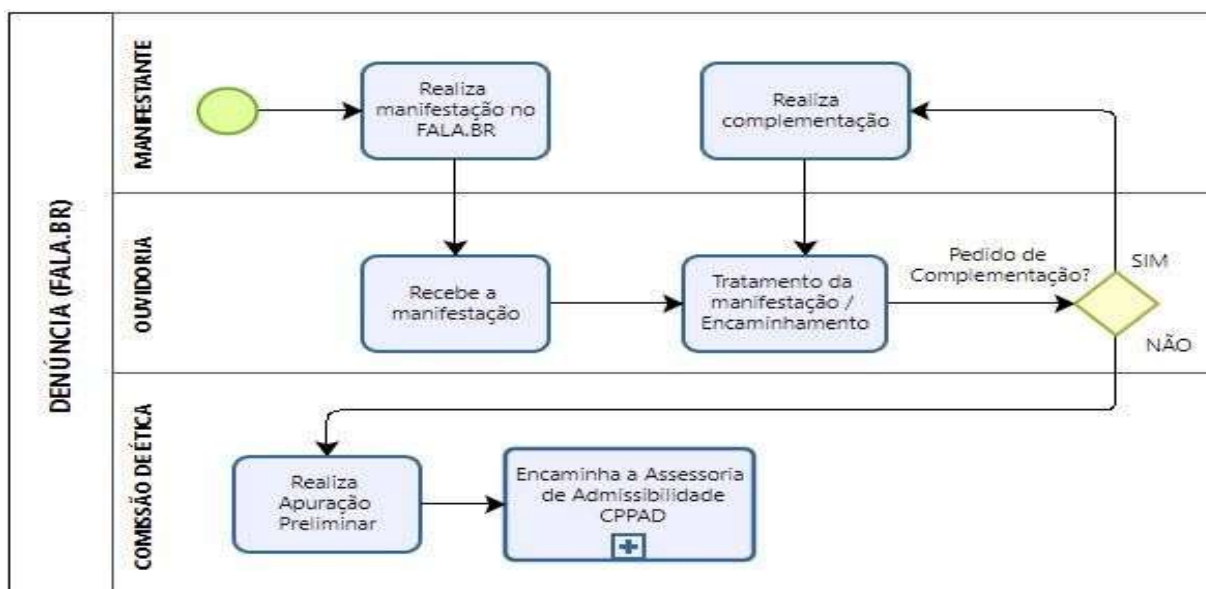 DENÚNCIA (FALA.BR)
MANIFESTANTE
Realiza
manifestação no
FALA.BR
Realiza
complementação
OUVIDORIA
Recebe a
manifestação
Tratamento da
manifestação /
Encaminhamento
Pedido de
Complementação?
SIM
NÃO
COMISSÃO DE ÉTICA
Realiza
Apuração
Preliminar
Encaminha a Assessoria
de Admissibilidade
CPPAD